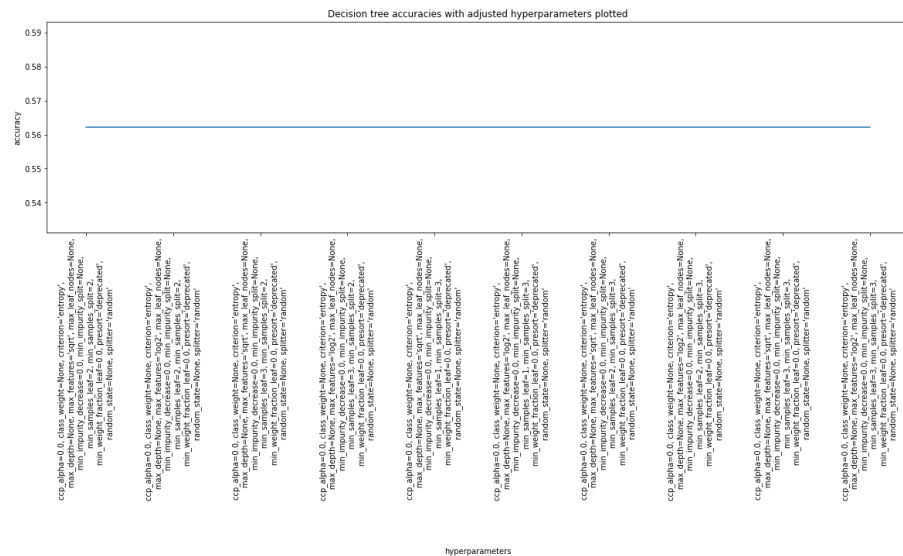 Decision tree accuracies with adjusted hyperparameters plotted
accuracy
0.59
0.58
0.57
0.56
0.55
0.54
ccp_alpha=0.0, class_weight=None, criterion='entropy',
max_depth=None, max_features='sqrt', max_leaf_nodes=None,
min_impurity_decrease=0.0, min_impurity_split=None,
min_samples_leaf=2, min_samples_split=2,
min_weight_fraction_leaf=0.0, presort='deprecated',
random_state=None, splitter='random'
ccp_alpha=0.0, class_weight=None, criterion='entropy',
max_depth=None, max_features='log2', max_leaf_nodes=None,
min_impurity_decrease=0.0, min_impurity_split=None,
min_samples_leaf=2, min_samples_split=2,
min_weight_fraction_leaf=0.0, presort='deprecated',
random_state=None, splitter='random'
ccp_alpha=0.0, class_weight=None, criterion='entropy',
max_depth=None, max_features='sqrt', max_leaf_nodes=None,
min_impurity_decrease=0.0, min_impurity_split=None,
min_samples_leaf=3, min_samples_split=2,
min_weight_fraction_leaf=0.0, presort='deprecated',
random_state=None, splitter='random'
ccp_alpha=0.0, class_weight=None, criterion='entropy',
max_depth=None, max_features='log2', max_leaf_nodes=None,
min_impurity_decrease=0.0, min_impurity_split=None,
min_samples_leaf=3, min_samples_split=2,
min_weight_fraction_leaf=0.0, presort='deprecated',
random_state=None, splitter='random'
ccp_alpha=0.0, class_weight=None, criterion='entropy',
max_depth=None, max_features='sqrt', max_leaf_nodes=None,
min_impurity_decrease=0.0, min_impurity_split=None,
min_samples_leaf=1, min_samples_split=3,
min_weight_fraction_leaf=0.0, presort='deprecated',
random_state=None, splitter='random'
ccp_alpha=0.0, class_weight=None, criterion='entropy',
max_depth=None, max_features='log2', max_leaf_nodes=None,
min_impurity_decrease=0.0, min_impurity_split=None,
min_samples_leaf=1, min_samples_split=3,
min_weight_fraction_leaf=0.0, presort='deprecated',
random_state=None, splitter='random'
ccp_alpha=0.0, class_weight=None, criterion='entropy',
max_depth=None, max_features='sqrt', max_leaf_nodes=None,
min_impurity_decrease=0.0, min_impurity_split=None,
min_samples_leaf=2, min_samples_split=3,
min_weight_fraction_leaf=0.0, presort='deprecated',
random_state=None, splitter='random'
ccp_alpha=0.0, class_weight=None, criterion='entropy',
max_depth=None, max_features='log2', max_leaf_nodes=None,
min_impurity_decrease=0.0, min_impurity_split=None,
min_samples_leaf=2, min_samples_split=3,
min_weight_fraction_leaf=0.0, presort='deprecated',
random_state=None, splitter='random'
ccp_alpha=0.0, class_weight=None, criterion='entropy',
max_depth=None, max_features='sqrt', max_leaf_nodes=None,
min_impurity_decrease=0.0, min_impurity_split=None,
min_samples_leaf=3, min_samples_split=3,
min_weight_fraction_leaf=0.0, presort='deprecated',
random_state=None, splitter='random'
ccp_alpha=0.0, class_weight=None, criterion='entropy',
max_depth=None, max_features='log2', max_leaf_nodes=None,
min_impurity_decrease=0.0, min_impurity_split=None,
min_samples_leaf=3, min_samples_split=3,
min_weight_fraction_leaf=0.0, presort='deprecated',
random_state=None, splitter='random'
hyperparameters